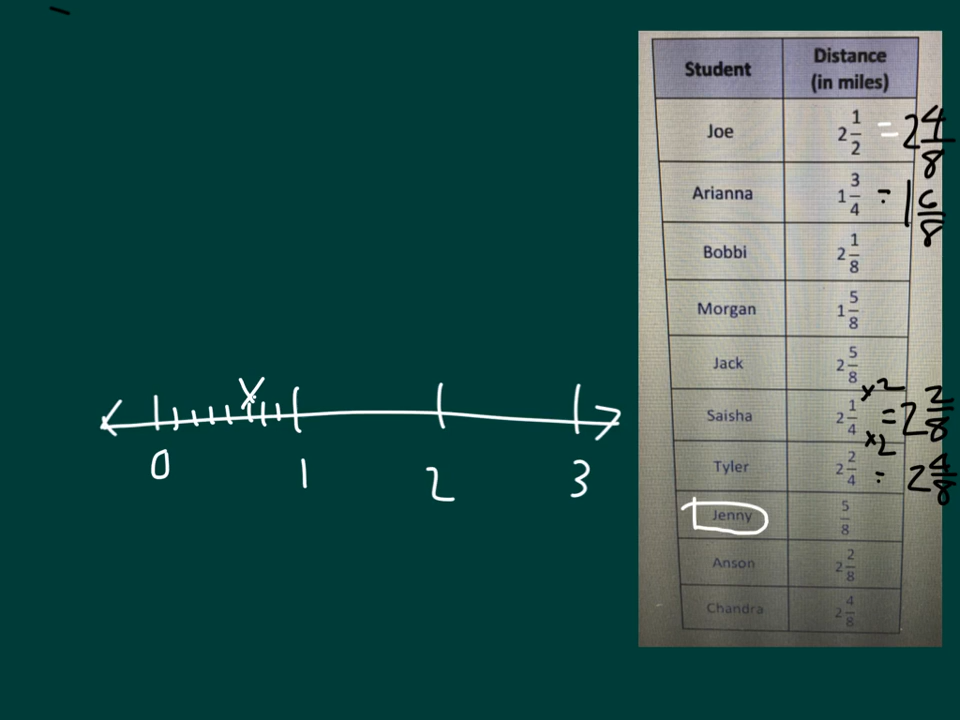 Student Distance (in miles)
Joe 2 1/2 = 2 4/8
Arianna 1 3/4 = 1 6/8
Bobbi 2 1/8
Morgan 1 5/8
Jack 2 5/8
Saisha 2 1/4 x2 x2 = 2 2/8
Tyler 2 2/4 = 2 4/8
Jenny 5/8
Anson 2 2/8
Chandra 2 4/8
X
0 1 2 3